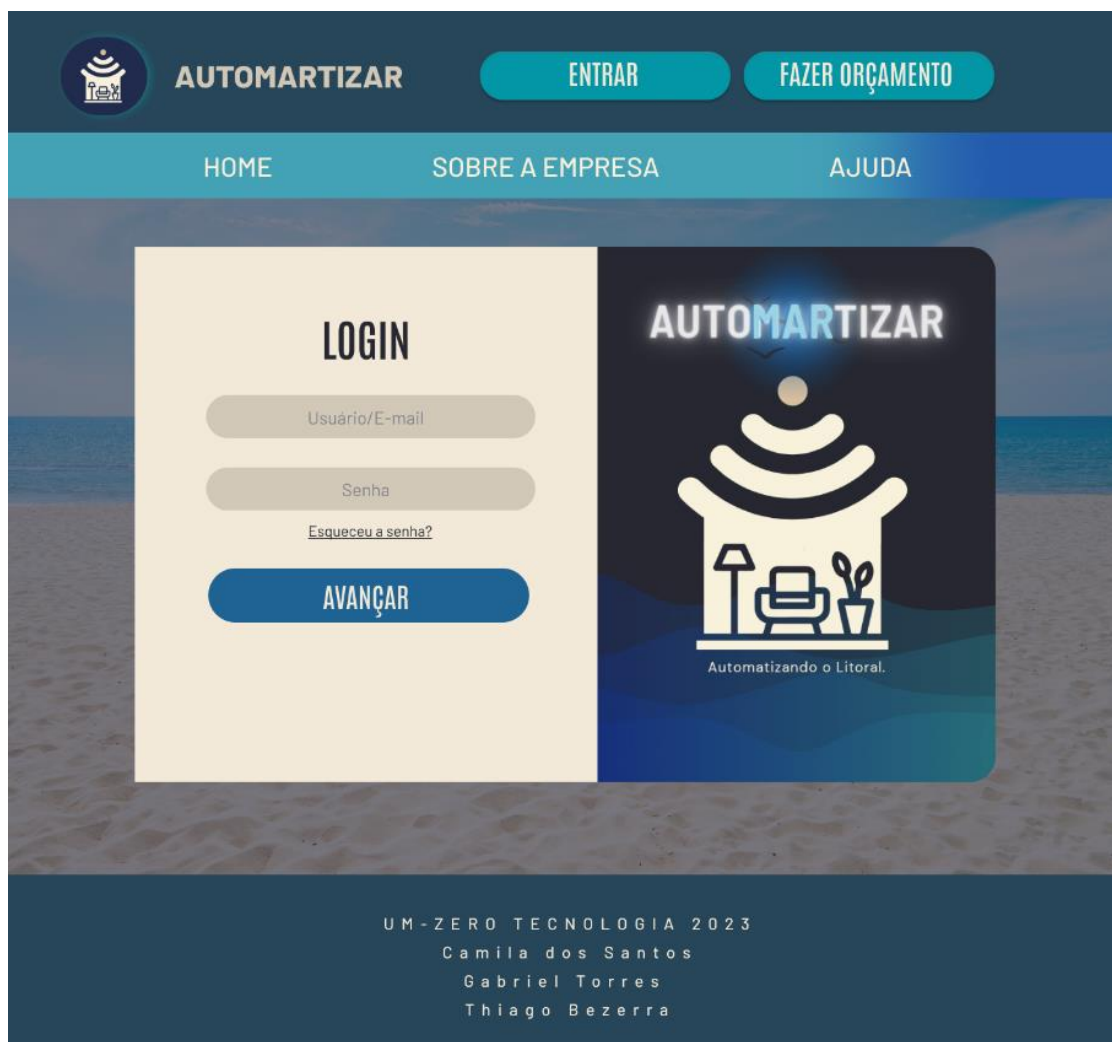 AUTOMARTIZAR
ENTRAR
FAZER ORÇAMENTO
HOME
SOBRE A EMPRESA
AJUDA
LOGIN
Usuário/E-mail
Senha
Esqueceu a senha?
AVANÇAR
AUTOMARTIZAR
Automatizando o Litoral.
UM-ZERO TECNOLOGIA 2023
Camila dos Santos
Gabriel Torres
Thiago Bezerra